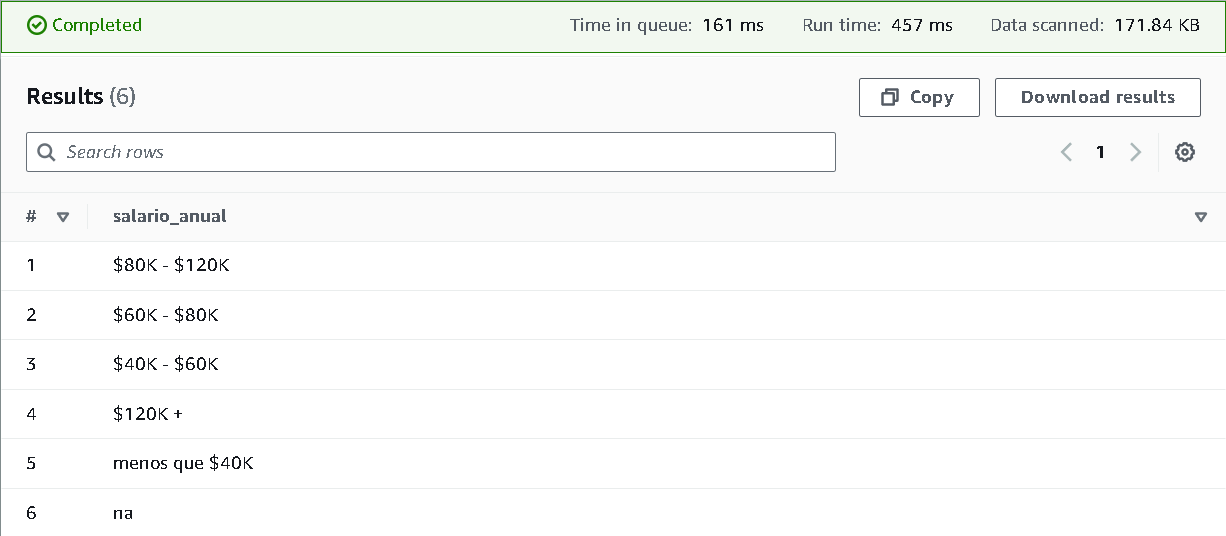 Completed Time in queue: 161 ms Run time: 457 ms Data scanned: 171.84 KB
Results (6) Copy Download results
Search rows 1
# salario_anual
1 $80K - $120K
2 $60K - $80K
3 $40K - $60K
4 $120K +
5 menos que $40K
6 na